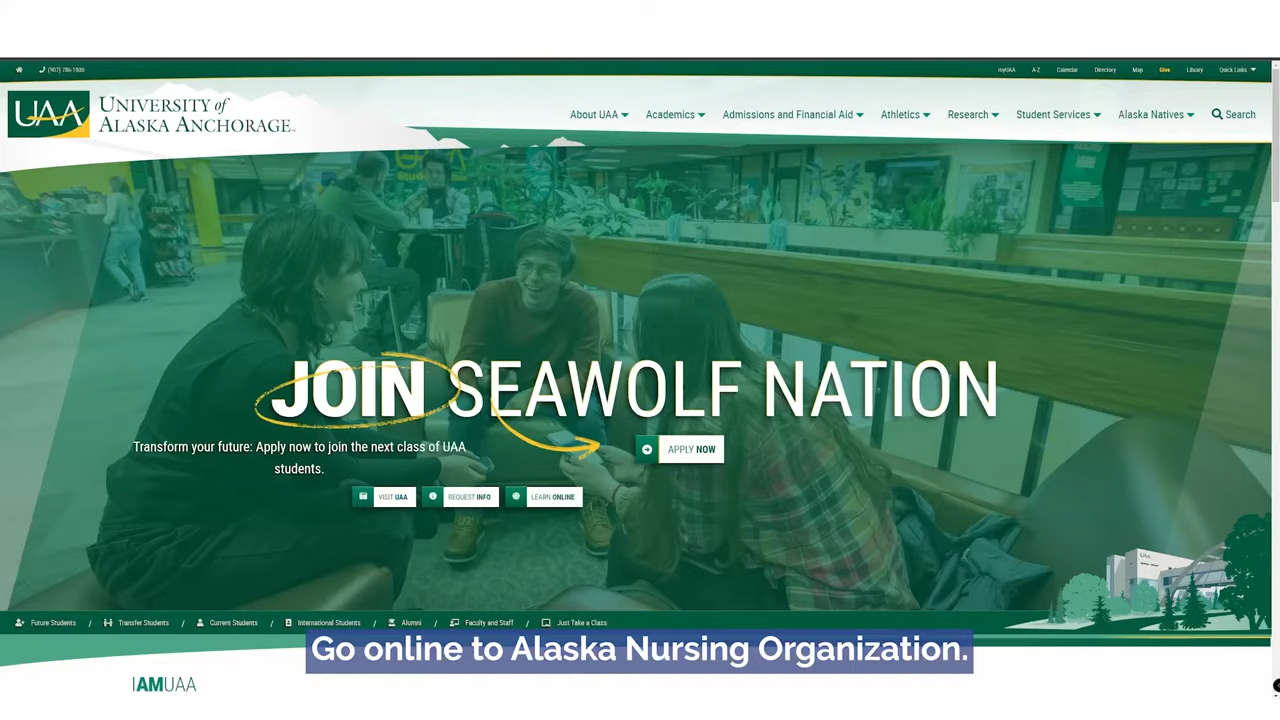 (907) 786-1800
myUAA A-Z Calendar Directory Map Give Library Quick Links
UAA
UNIVERSITY of
ALASKA ANCHORAGE
About UAA Academics Admissions and Financial Aid Athletics Research Student Services Alaska Natives Search
JOIN SEAWOLF NATION
Transform your future: Apply now to join the next class of UAA
students.
APPLY NOW
VISIT UAA REQUEST INFO LEARN ONLINE
UAA
Future Students / Transfer Students / Current Students / International Students / Alumni / Faculty and Staff / Just Take a Class
Go online to Alaska Nursing Organization.
I AM UAA